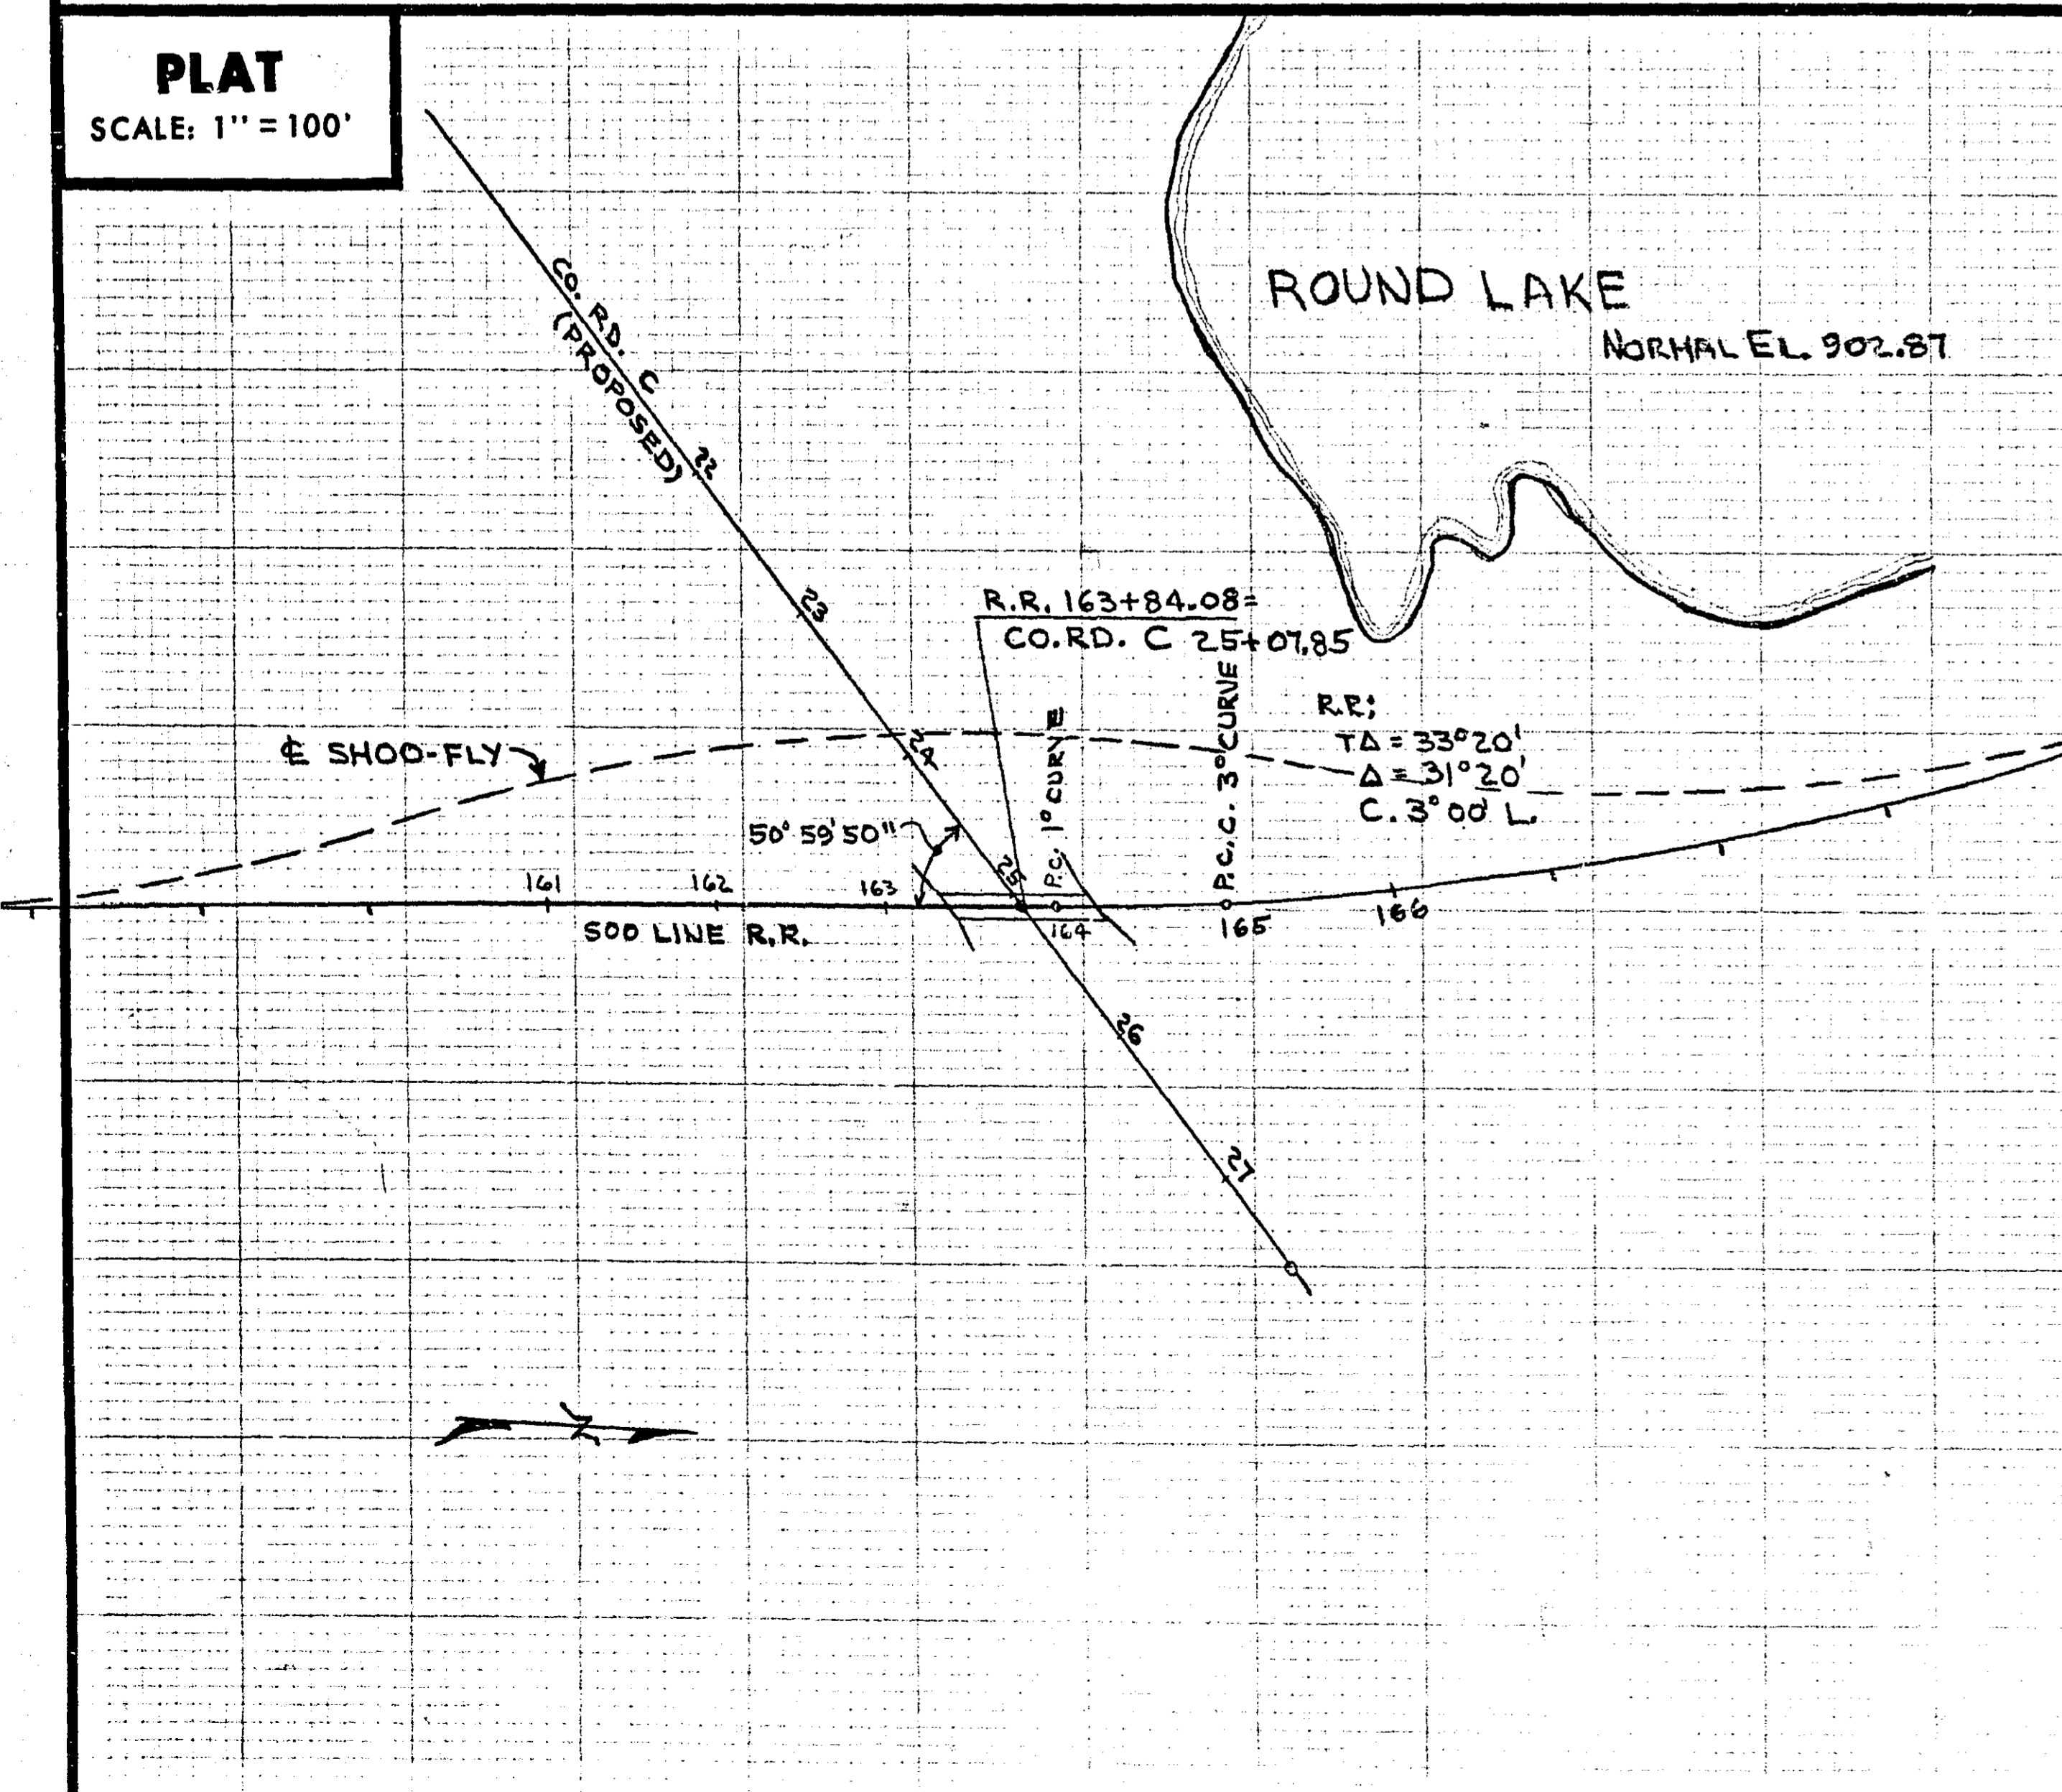 PLAT
SCALE: 1" = 100'
ROUND LAKE
NORMAL EL. 902.87
CO. RD. C
(PROPOSED)
22
23
24
25
26
27
R.R. 163+84.08=
CO.RD. C 25+07.85
P.C. 1° CURVE
P.C.C. 3° CURVE
R.R:
T∆ = 33°20'
∆ = 31°20'
C. 3°00' L.
℄ SHOO-FLY
50° 59' 50"
161
162
163
164
165
166
SOO LINE R.R.
N